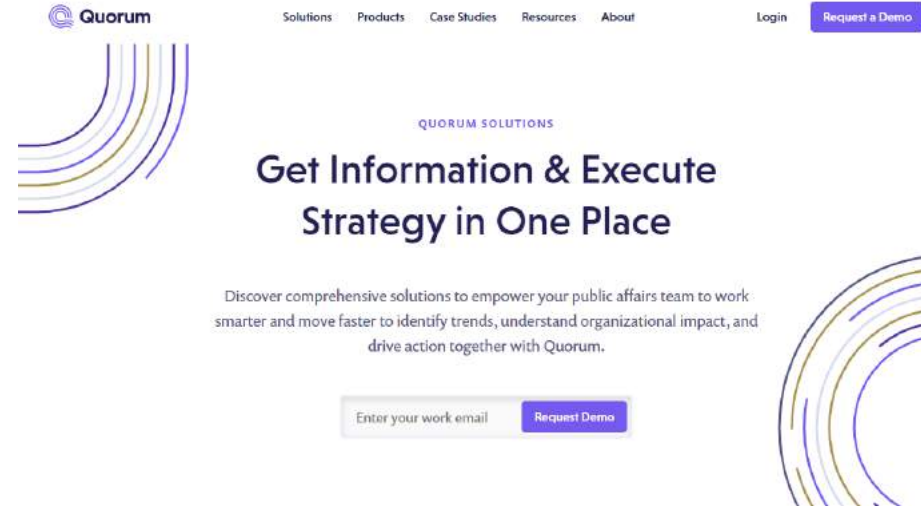 Quorum
Solutions Products Case Studies Resources About Login Request a Demo
QUORUM SOLUTIONS
Get Information & Execute
Strategy in One Place
Discover comprehensive solutions to empower your public affairs team to work
smarter and move faster to identify trends, understand organizational impact, and
drive action together with Quorum.
Enter your work email Request Demo